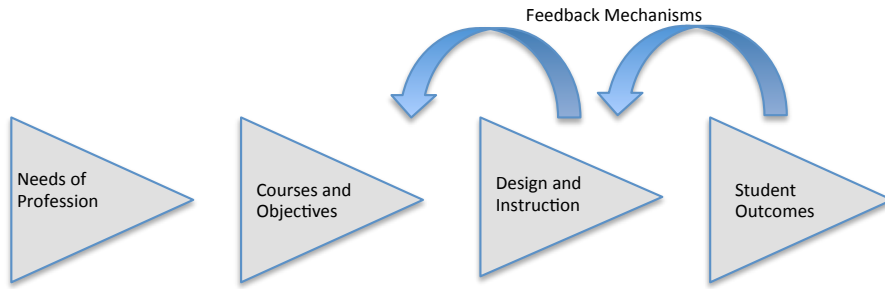 Feedback Mechanisms
Needs of
Profession
Courses and
Objectives
Design and
Instruction
Student
Outcomes